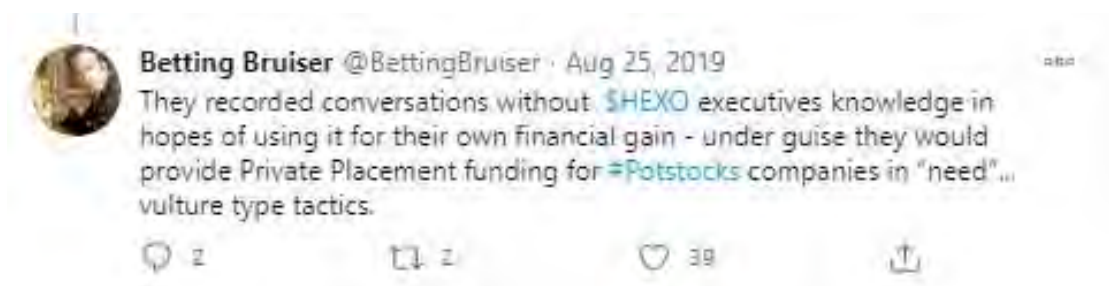 Betting Bruiser @BettingBruiser · Aug 25, 2019
They recorded conversations without $HEXO executives knowledge in
hopes of using it for their own financial gain - under guise they would
provide Private Placement funding for #Potstocks companies in "need"...
vulture type tactics.
2 2 39